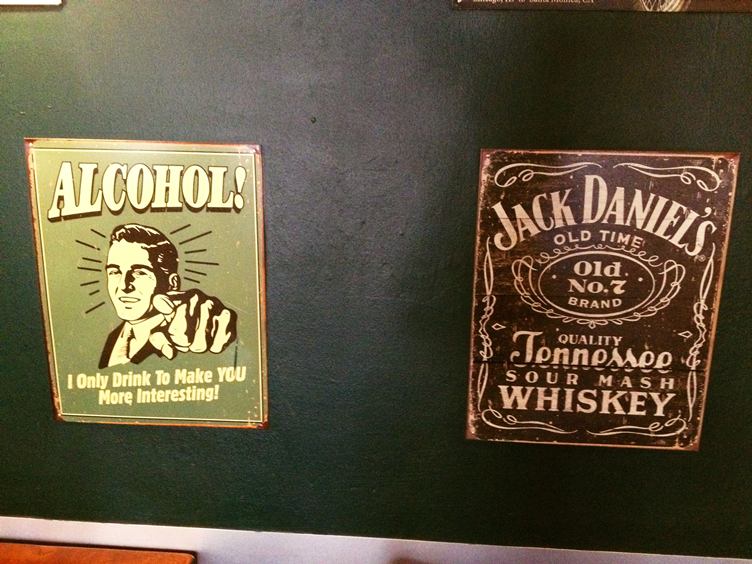 ALCOHOL!
I Only Drink To Make YOU
More Interesting!
JACK DANIEL'S
OLD TIME
Old
No.7
BRAND
QUALITY
Tennessee
SOUR MASH
WHISKEY